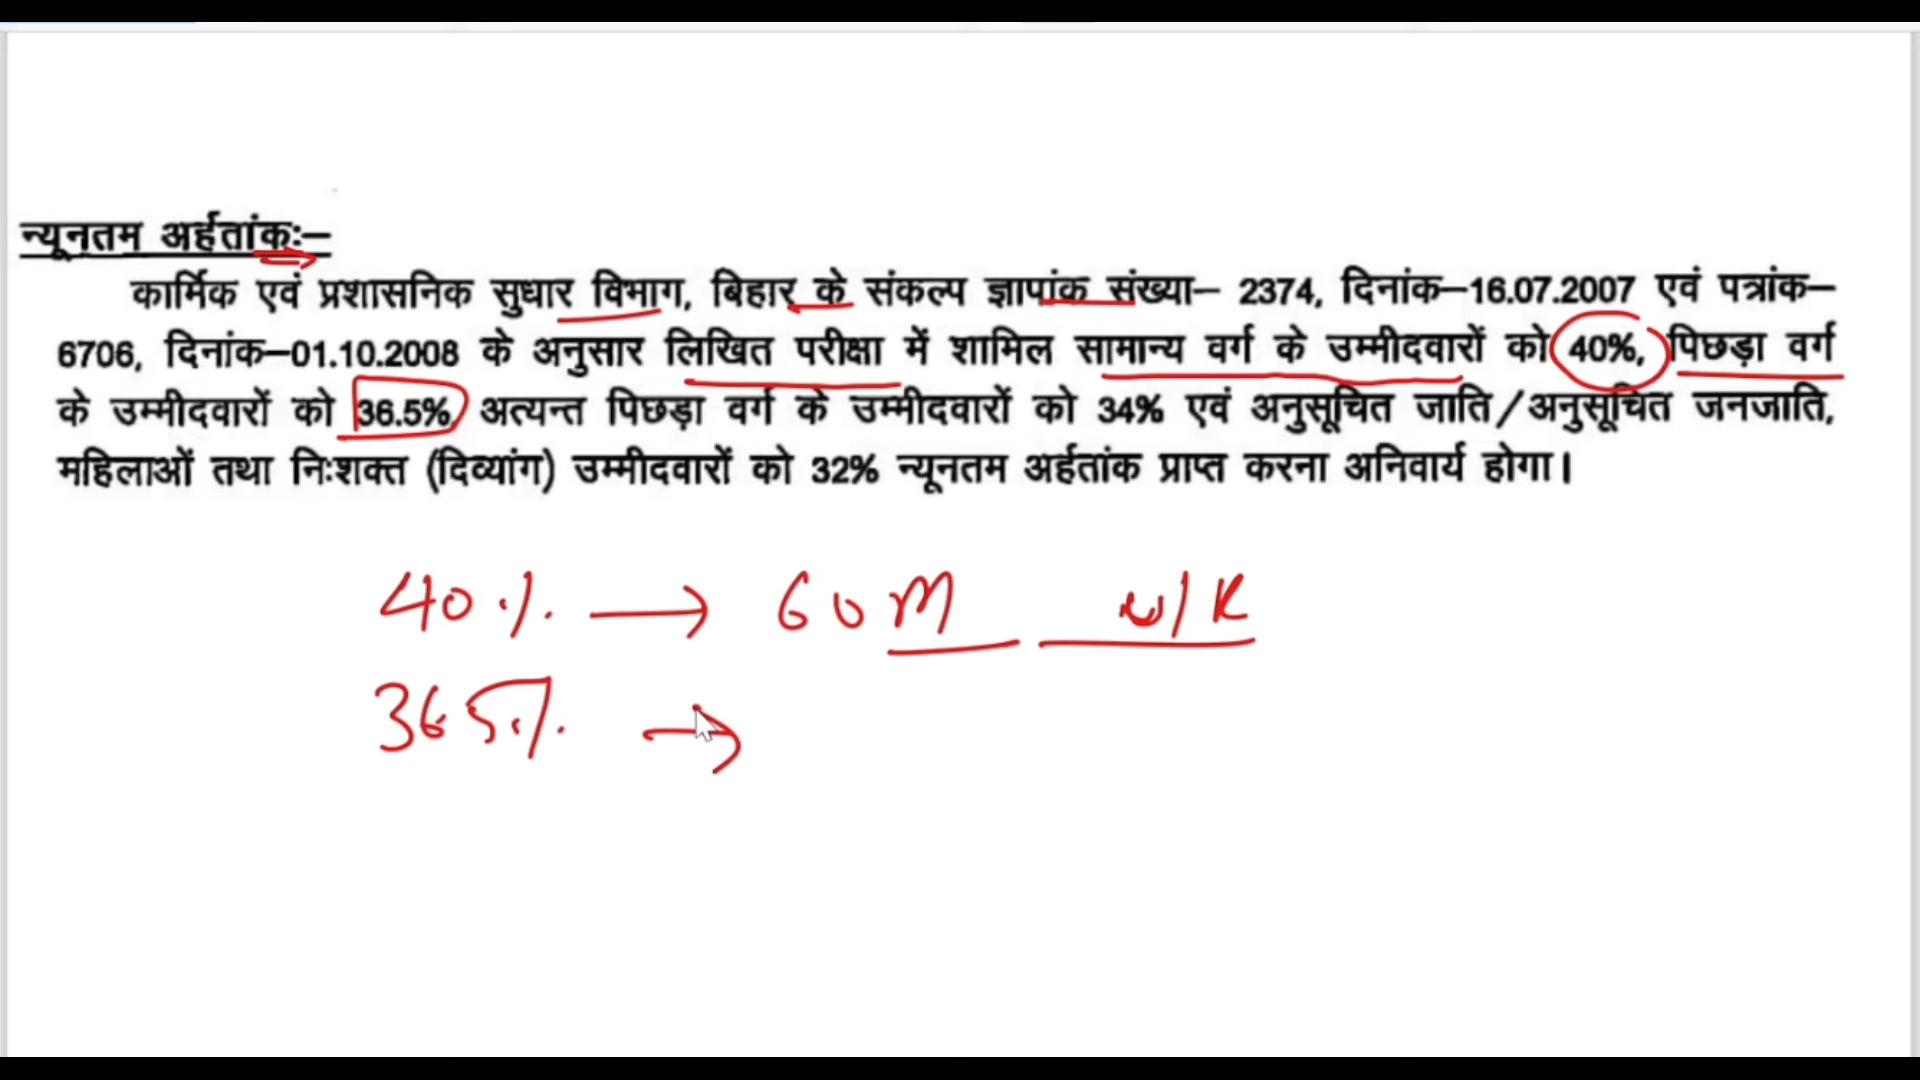 न्यूनतम अर्हतांकः–
कार्मिक एवं प्रशासनिक सुधार विभाग, बिहार के संकल्प ज्ञापांक संख्या– 2374, दिनांक–16.07.2007 एवं पत्रांक–
6706, दिनांक–01.10.2008 के अनुसार लिखित परीक्षा में शामिल सामान्य वर्ग के उम्मीदवारों को 40%, पिछड़ा वर्ग
के उम्मीदवारों को 36.5% अत्यन्त पिछड़ा वर्ग के उम्मीदवारों को 34% एवं अनुसूचित जाति/अनुसूचित जनजाति,
महिलाओं तथा निःशक्त (दिव्यांग) उम्मीदवारों को 32% न्यूनतम अर्हतांक प्राप्त करना अनिवार्य होगा।
40% → 60 M
36.5% →